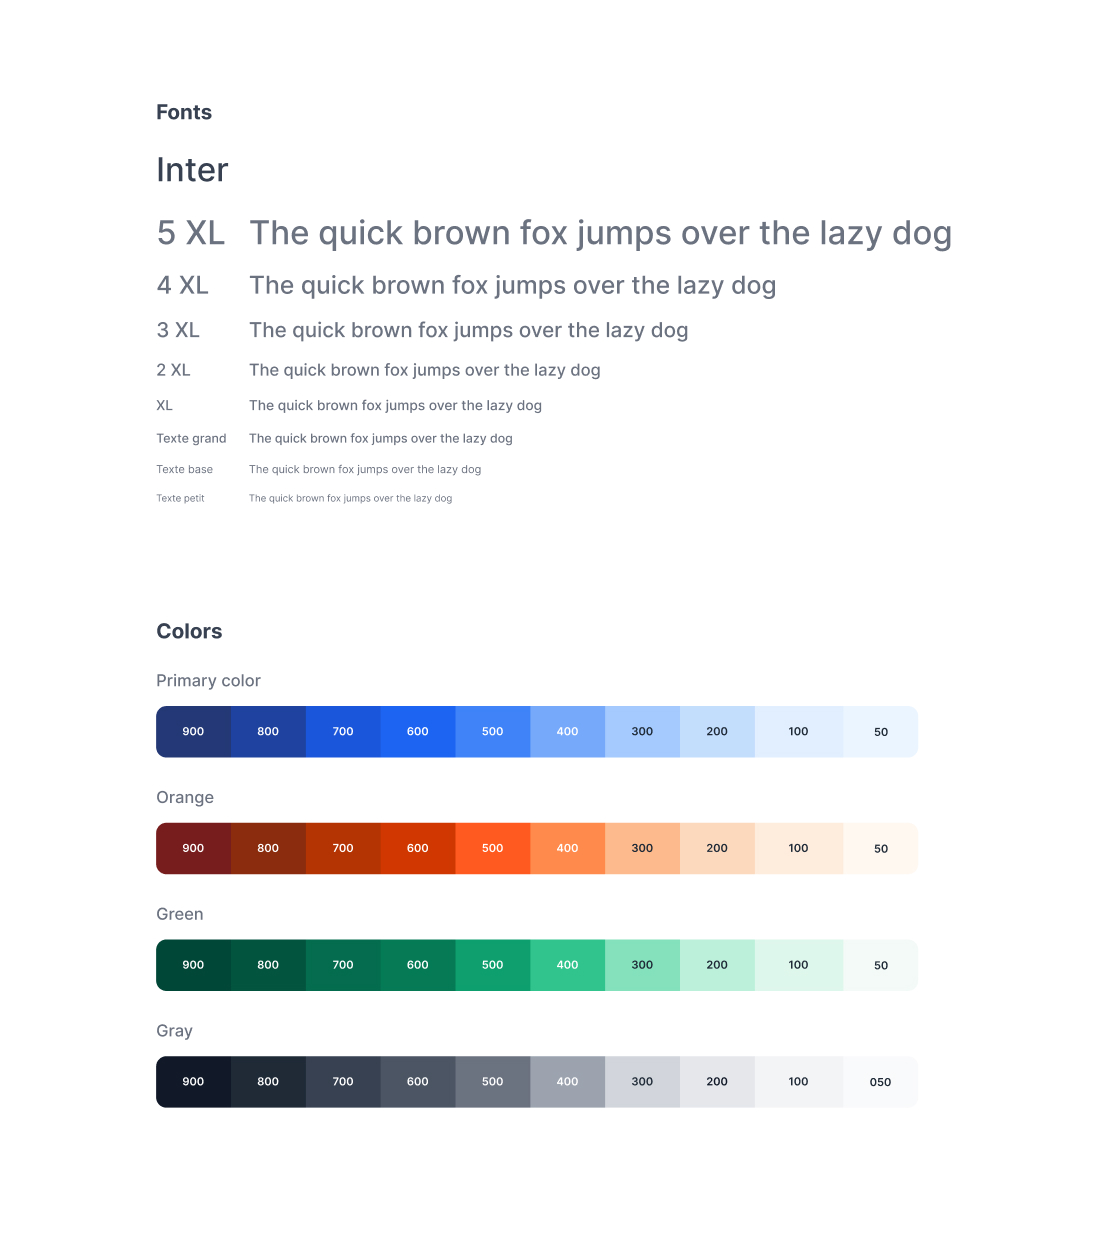 Fonts
Inter
5 XL The quick brown fox jumps over the lazy dog
4 XL The quick brown fox jumps over the lazy dog
3 XL The quick brown fox jumps over the lazy dog
2 XL The quick brown fox jumps over the lazy dog
XL The quick brown fox jumps over the lazy dog
Texte grand The quick brown fox jumps over the lazy dog
Texte base The quick brown fox jumps over the lazy dog
Texte petit The quick brown fox jumps over the lazy dog
Colors
Primary color
900 800 700 600 500 400 300 200 100 50
Orange
900 800 700 600 500 400 300 200 100 50
Green
900 800 700 600 500 400 300 200 100 50
Gray
900 800 700 600 500 400 300 200 100 050